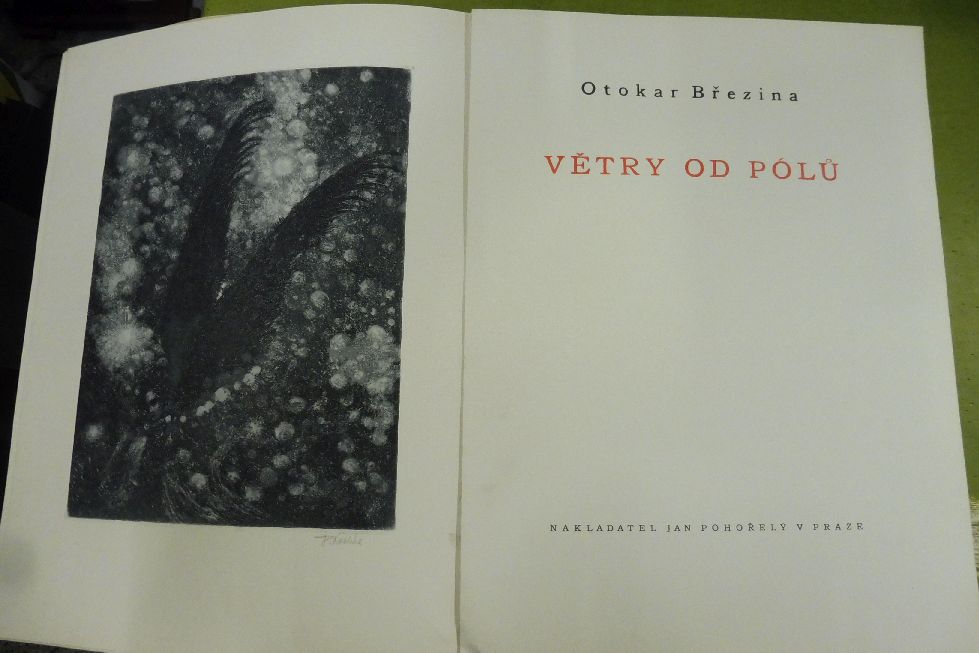 Otokar Březina
VĚTRY OD PÓLŮ
NAKLADATEL JAN POHOŘELÝ V PRAZE